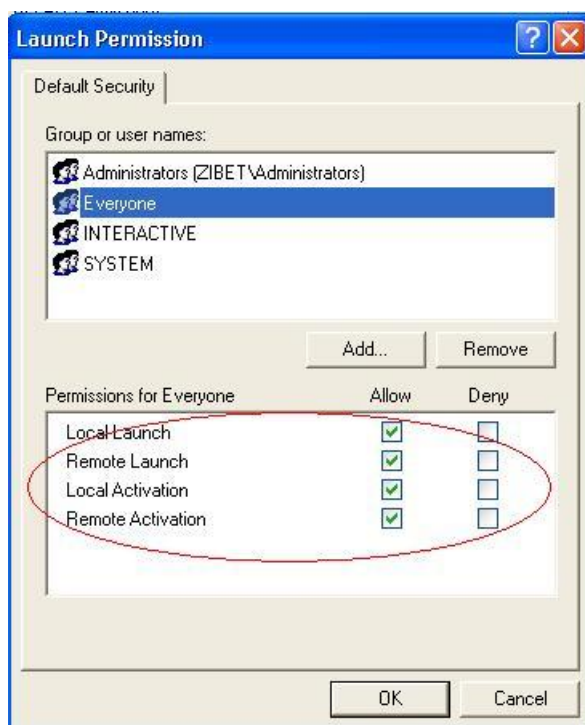 Launch Permission
Default Security
Group or user names:
Administrators (ZIBET\Administrators)
Everyone
INTERACTIVE
SYSTEM
Add... Remove
Permissions for Everyone Allow Deny
Local Launch
Remote Launch
Local Activation
Remote Activation
OK Cancel